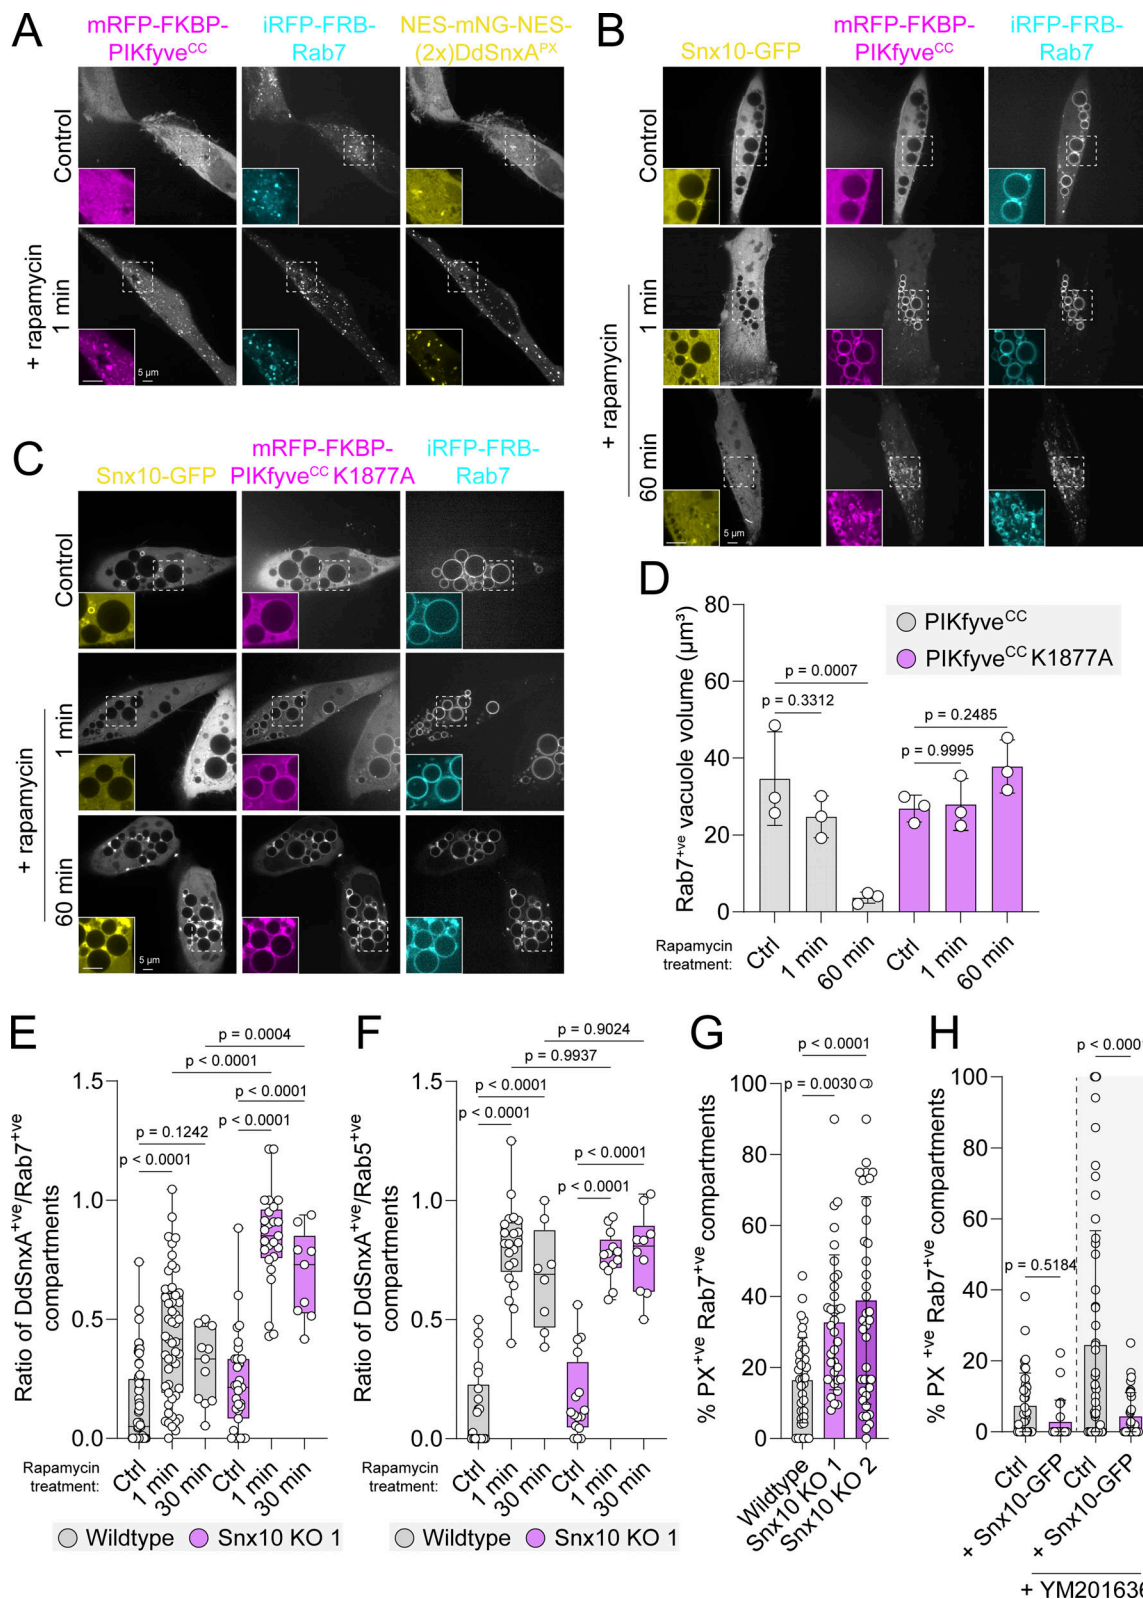 A
mRFP-FKBP-
PIKfyveCC
iRFP-FRB-
Rab7
NES-mNG-NES-
(2x)DdSnxAPX
Control
+ rapamycin
1 min
5 µm
B
Snx10-GFP
mRFP-FKBP-
PIKfyveCC
iRFP-FRB-
Rab7
Control
+ rapamycin
1 min
60 min
5 µm
C
Snx10-GFP
mRFP-FKBP-
PIKfyveCC K1877A
iRFP-FRB-
Rab7
Control
+ rapamycin
1 min
60 min
5 µm
D
Rab7+ve vacuole volume (µm³)
80
60
40
20
0
PIKfyveCC
PIKfyveCC K1877A
p = 0.0007
p = 0.3312
p = 0.2485
p = 0.9995
Rapamycin
treatment:
Ctrl
1 min
60 min
Ctrl
1 min
60 min
E
Ratio of DdSnxA+ve/Rab7+ve
compartments
1.5
1.0
0.5
0.0
p = 0.0004
p < 0.0001
p < 0.0001
p = 0.1242
p < 0.0001
p < 0.0001
Rapamycin
treatment:
Ctrl
1 min
30 min
Ctrl
1 min
30 min
Wildtype
Snx10 KO 1
F
Ratio of DdSnxA+ve/Rab5+ve
compartments
1.5
1.0
0.5
0.0
p = 0.9024
p = 0.9937
p < 0.0001
p < 0.0001
p < 0.0001
p < 0.0001
Rapamycin
treatment:
Ctrl
1 min
30 min
Ctrl
1 min
30 min
Wildtype
Snx10 KO 1
G
% PX+ve Rab7+ve compartments
100
80
60
40
20
0
p < 0.0001
p = 0.0030
Wildtype
Snx10 KO 1
Snx10 KO 2
H
% PX +ve Rab7+ve compartments
100
80
60
40
20
0
p < 0.0001
p = 0.5184
Ctrl
+ Snx10-GFP
Ctrl
+ Snx10-GFP
+ YM201636